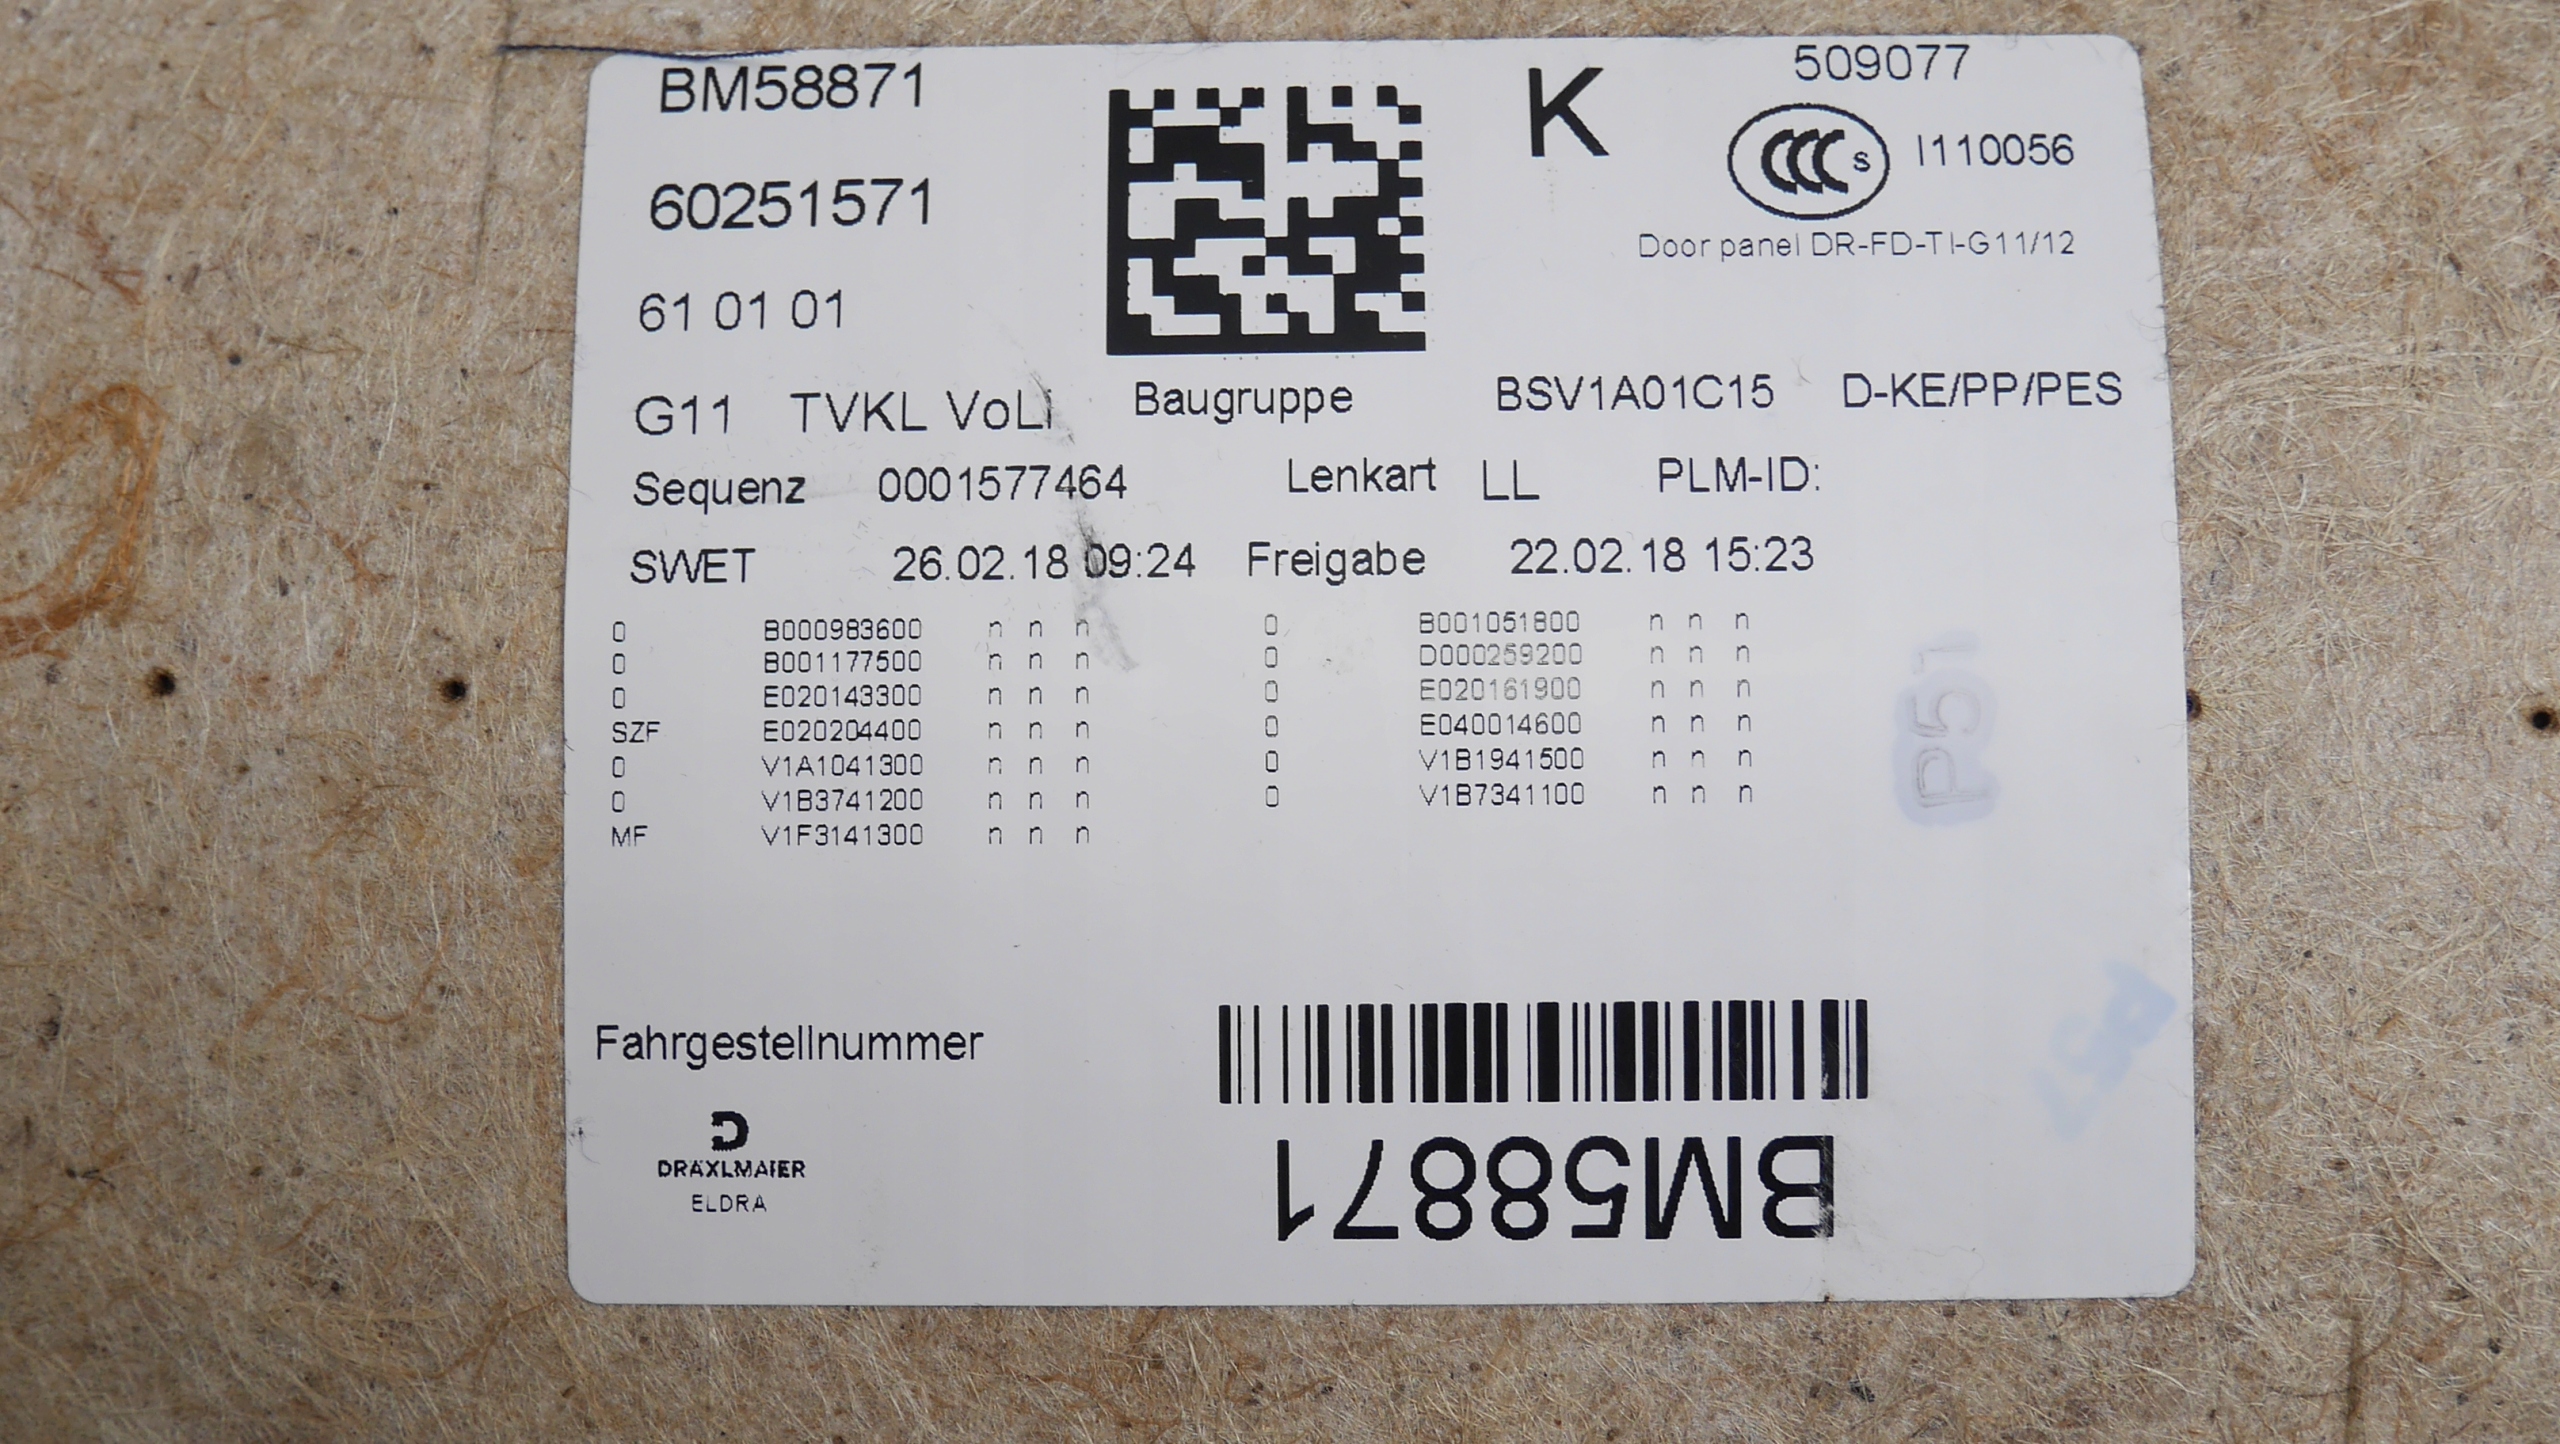 BM58871 K 509077
CCC S I110056
60251571
Door panel DR-FD-TI-G11/12
61 01 01
G11 TVKL VoLi Baugruppe BSV1A01C15 D-KE/PP/PES
Sequenz 0001577464 Lenkart LL PLM-ID:
SWET 26.02.18 09:24 Freigabe 22.02.18 15:23
0 B000983600 n n n 0 B001051800 n n n
0 B001177500 n n n 0 D000259200 n n n
0 E020143300 n n n 0 E020161900 n n n
SZF E020204400 n n n 0 E040014600 n n n
0 V1A1041300 n n n 0 V1B1941500 n n n
0 V1B3741200 n n n 0 V1B7341100 n n n
MF V1F3141300 n n n
P51
Fahrgestellnummer
DRÄXLMAIER
ELDRA
BM58871